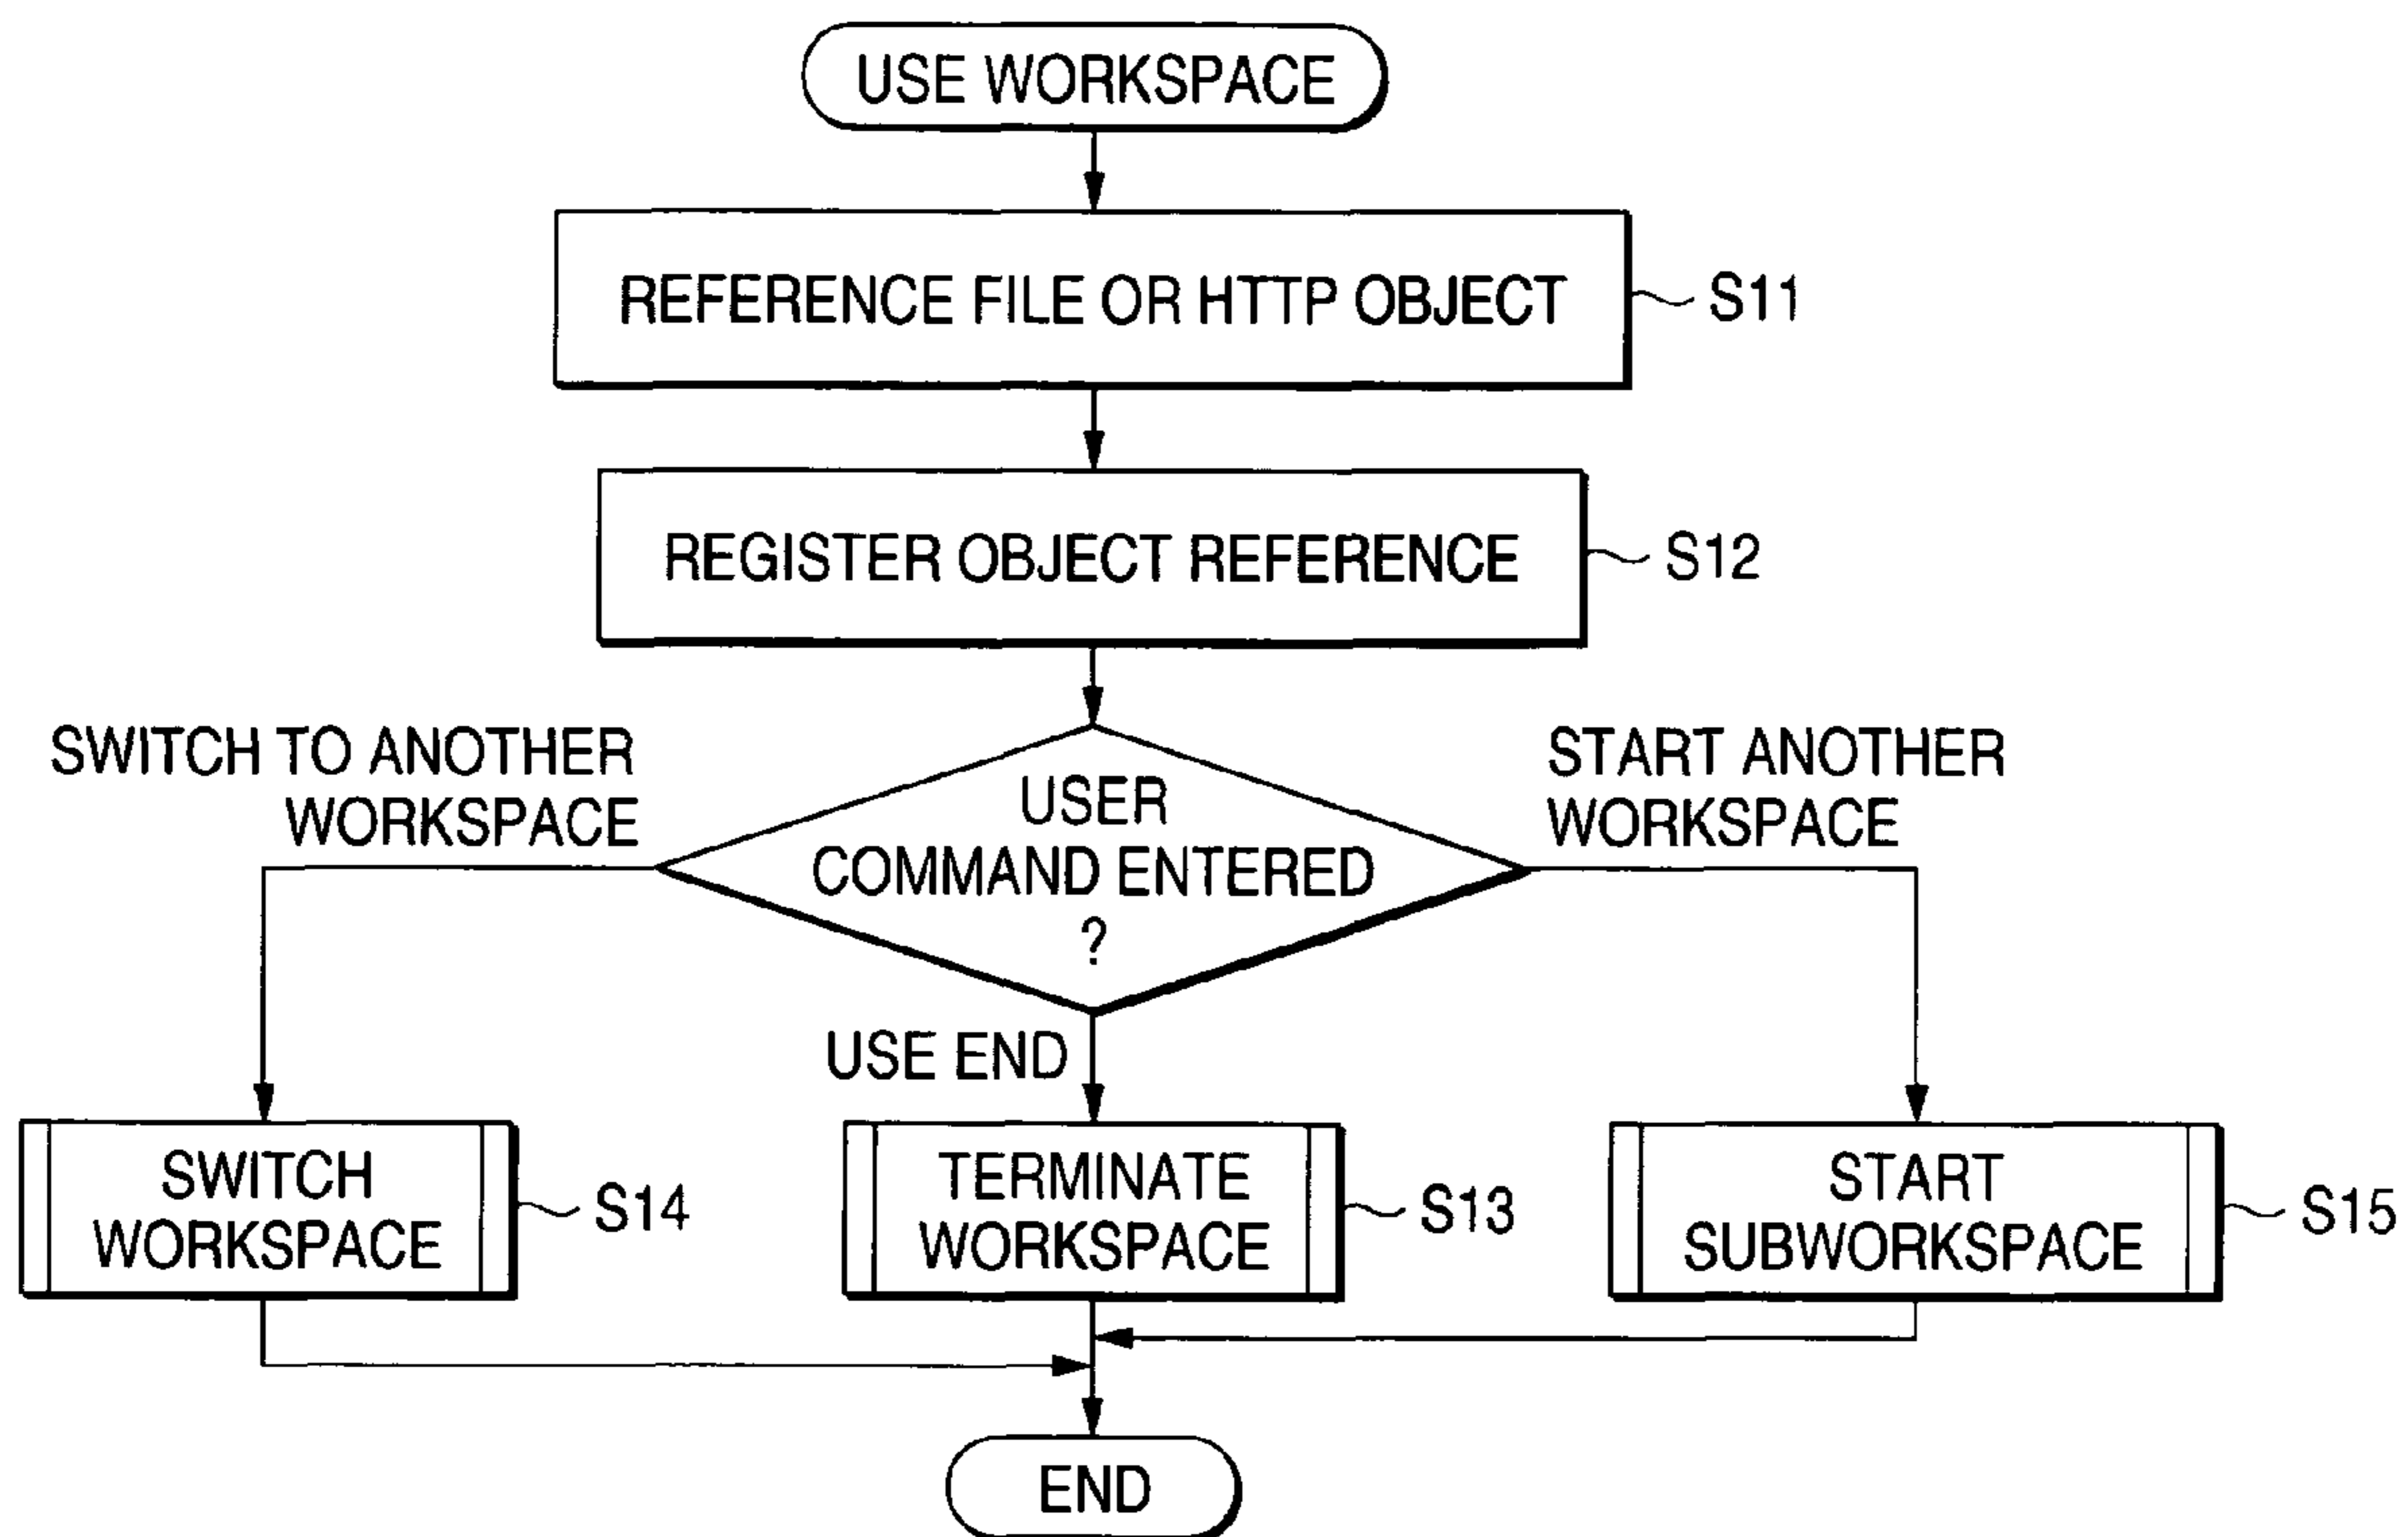 USE WORKSPACE
REFERENCE FILE OR HTTP OBJECT
S11
REGISTER OBJECT REFERENCE
S12
SWITCH TO ANOTHER
WORKSPACE
USER
COMMAND ENTERED
?
START ANOTHER
WORKSPACE
USE END
SWITCH
WORKSPACE
S14
TERMINATE
WORKSPACE
S13
START
SUBWORKSPACE
S15
END